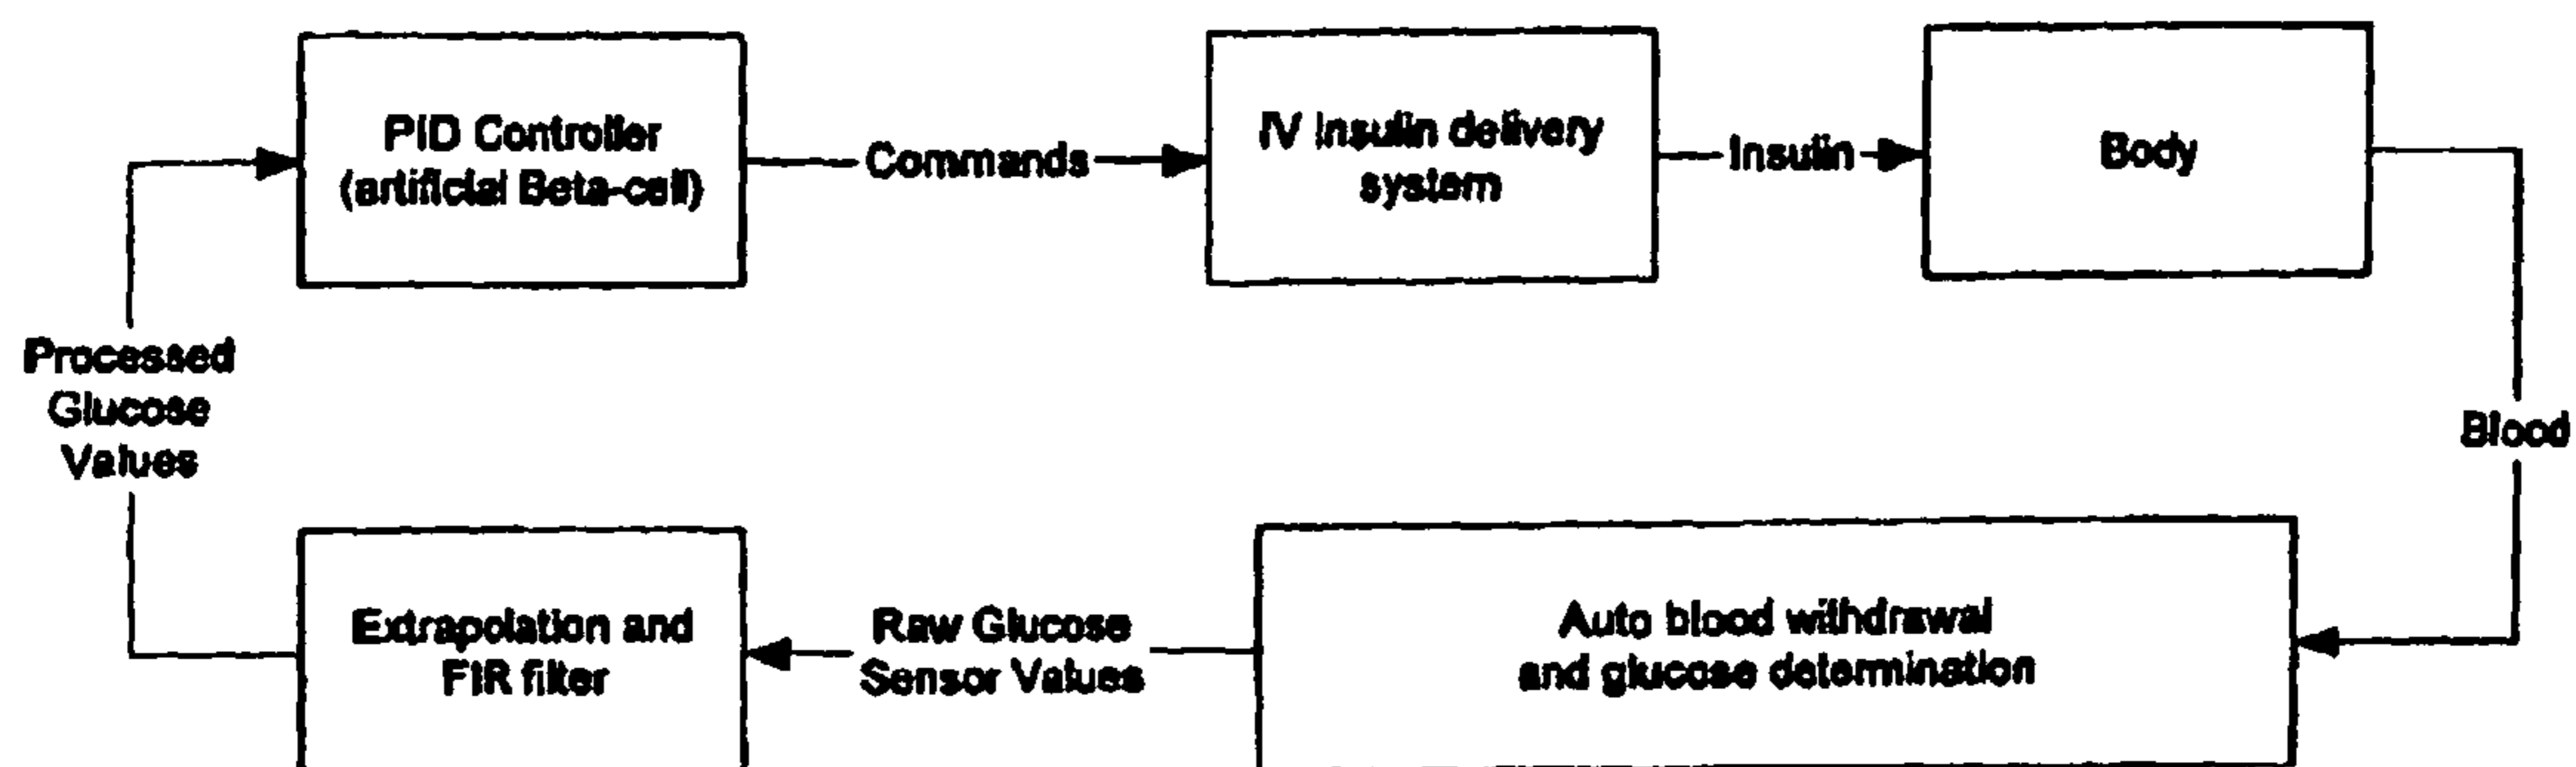 PID Controller
(artificial Beta-cell)
Commands
IV Insulin delivery
system
Insulin
Body
Processed
Glucose
Values
Blood
Extrapolation and
FIR filter
Raw Glucose
Sensor Values
Auto blood withdrawal
and glucose determination